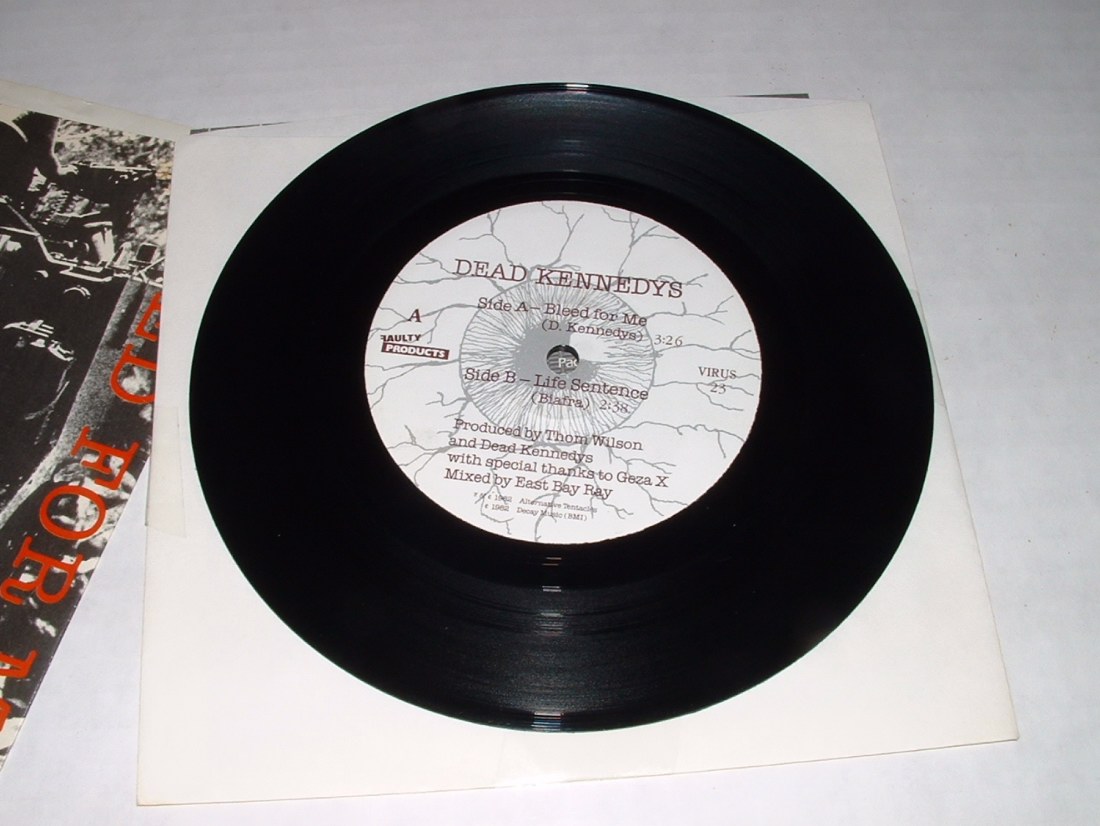 DEAD KENNEDYS
Side A – Bleed for Me
(D. Kennedys) 3:26
A
FAULTY
PRODUCTS
Pac
VIRUS
23
Side B – Life Sentence
(Biafra) 2:38
Produced by Thom Wilson
and Dead Kennedys
with special thanks to Geza X
Mixed by East Bay Ray
1982 Alternative Tentacles
1982 Decay Music (BMI)
ED FOR M